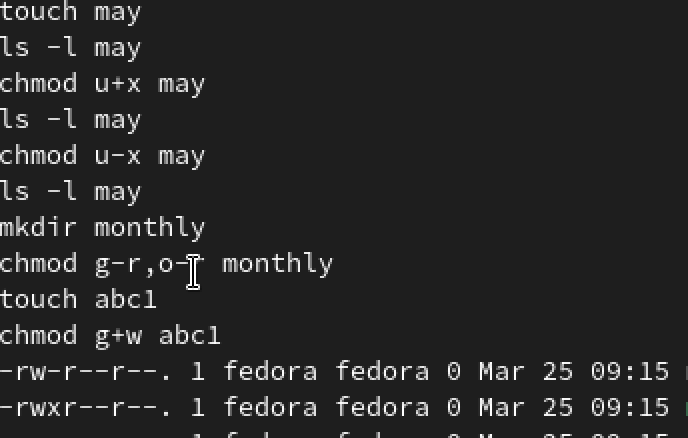 touch may
ls -l may
chmod u+x may
ls -l may
chmod u-x may
ls -l may
mkdir monthly
chmod g-r,o-r monthly
touch abc1
chmod g+w abc1
-rw-r--r--. 1 fedora fedora 0 Mar 25 09:15
-rwxr--r--. 1 fedora fedora 0 Mar 25 09:15